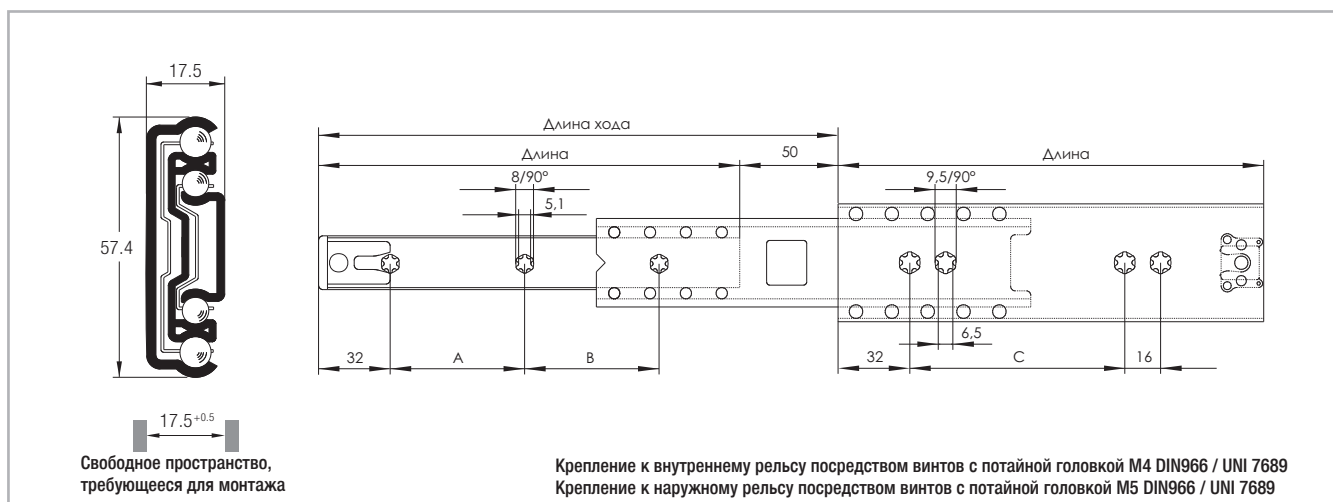 17.5
57.4
17.5+0.5
Свободное пространство,
требующееся для монтажа
Длина хода
Длина
50
Длина
8/90°
9,5/90°
5,1
6,5
32
A
B
32
C
16
Крепление к внутреннему рельсу посредством винтов с потайной головкой M4 DIN966 / UNI 7689
Крепление к наружному рельсу посредством винтов с потайной головкой M5 DIN966 / UNI 7689